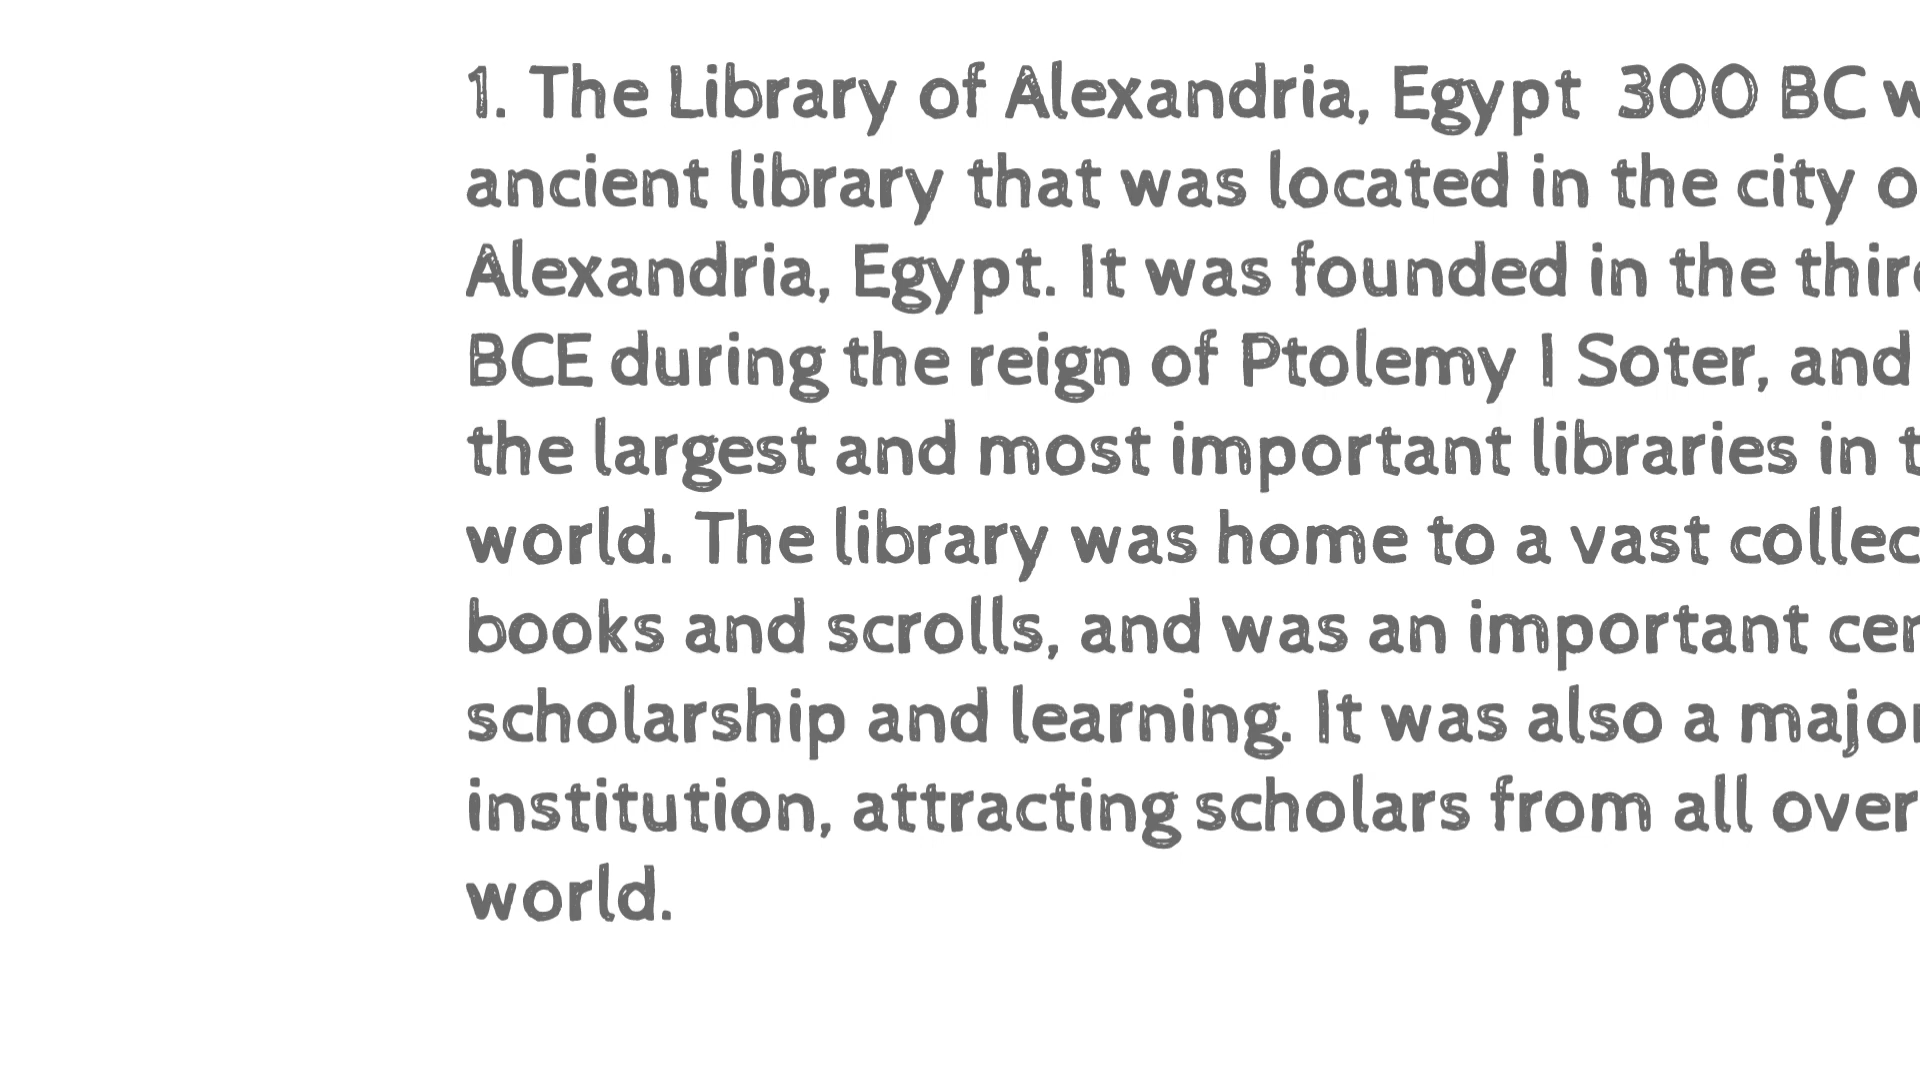 1. The Library of Alexandria, Egypt  300 BC
ancient library that was located in the city
Alexandria, Egypt. It was founded in the
BCE during the reign of Ptolemy I Soter, and
the largest and most important libraries in
world. The library was home to a vast
books and scrolls, and was an important
scholarship and learning. It was also a major
institution, attracting scholars from all over
world.